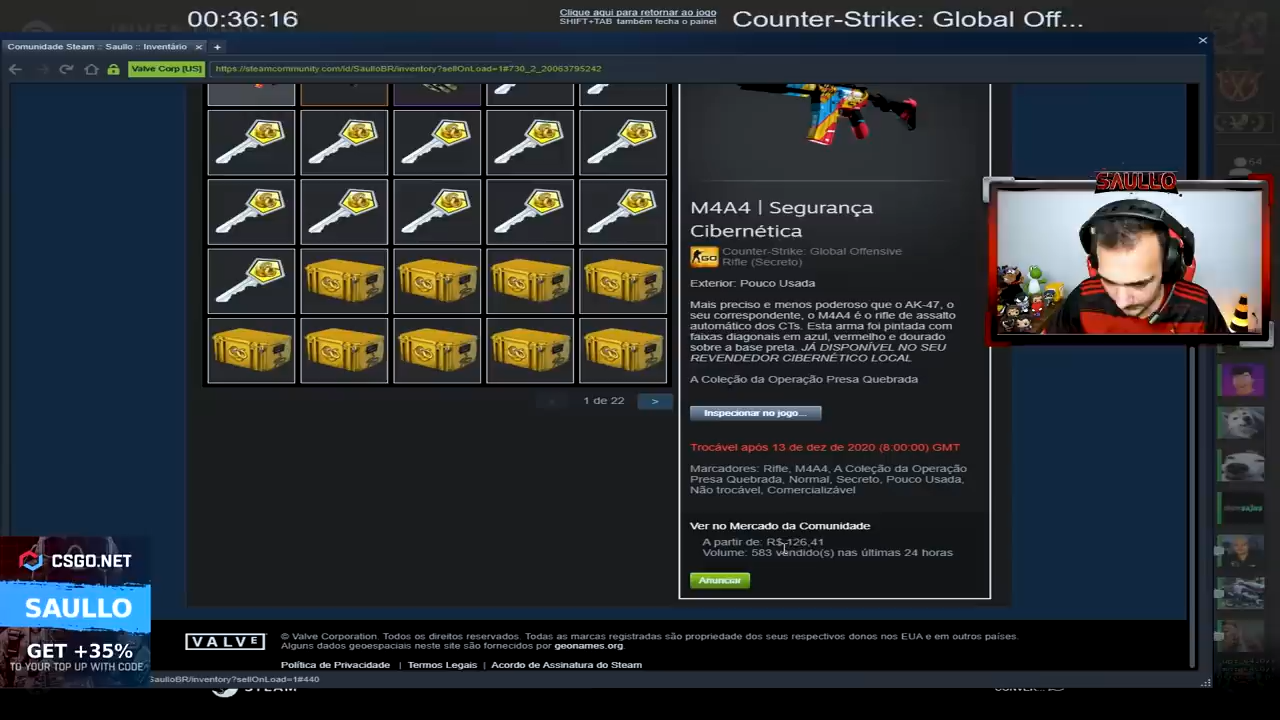 00:36:16
Clique aqui para retornar ao jogo
SHIFT+TAB também fecha o painel
Counter-Strike: Global Off...
Comunidade Steam :: Saullo :: Inventário
Valve Corp [US]
https://steamcommunity.com/id/SaulloBR/inventory?sellOnLoad=1#730_2_20063795242
64
SAULLO
M4A4 | Segurança
Cibernética
Counter-Strike: Global Offensive
Rifle (Secreto)
Exterior: Pouco Usada
Mais preciso e menos poderoso que o AK-47, o
seu correspondente, o M4A4 é o rifle de assalto
automático dos CTs. Esta arma foi pintada com
faixas diagonais em azul, vermelho e dourado
sobre a base preta. JÁ DISPONÍVEL NO SEU
REVENDEDOR CIBERNÉTICO LOCAL
A Coleção da Operação Presa Quebrada
1 de 22
Inspecionar no jogo...
Trocável após 13 de dez de 2020 (8:00:00) GMT
Marcadores: Rifle, M4A4, A Coleção da Operação
Presa Quebrada, Normal, Secreto, Pouco Usada,
Não trocável, Comercializável
Ver no Mercado da Comunidade
A partir de: R$ 126,41
Volume: 583 vendido(s) nas últimas 24 horas
Anunciar
CSGO.NET
SAULLO
GET +35%
TO YOUR TOP UP WITH CODE
VALVE
© Valve Corporation. Todos os direitos reservados. Todas as marcas registradas são propriedade dos seus respectivos donos nos EUA e em outros países.
Alguns dados geoespaciais neste site são fornecidos por geonames.org.
Política de Privacidade | Termos Legais | Acordo de Assinatura do Steam
SaulloBR/inventory?sellOnLoad=1#440
STEAM